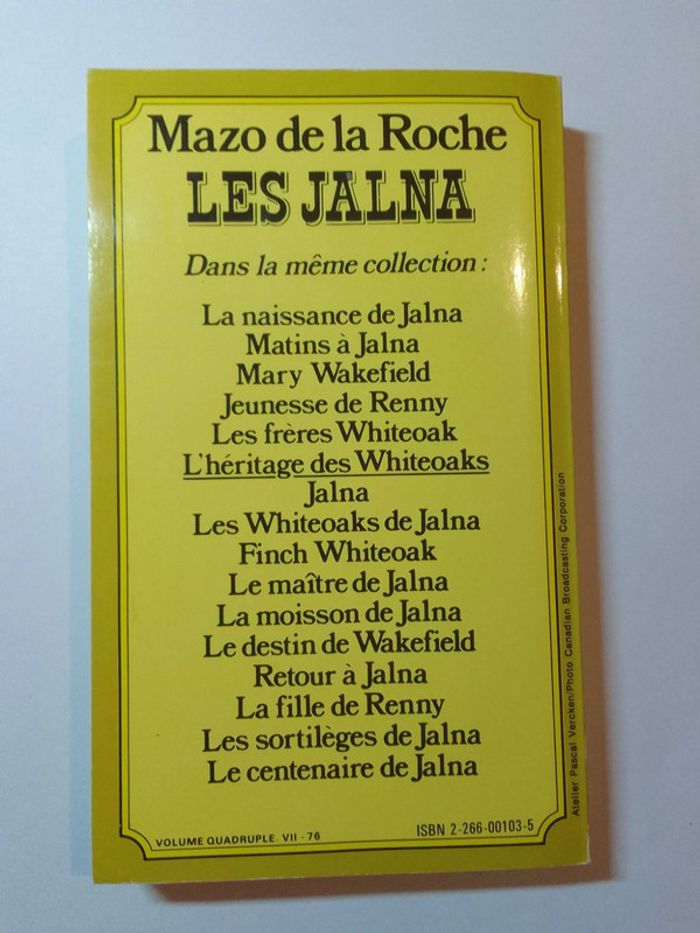 Mazo de la Roche
LES JALNA
Dans la même collection :
La naissance de Jalna
Matins à Jalna
Mary Wakefield
Jeunesse de Renny
Les frères Whiteoak
L'héritage des Whiteoaks
Jalna
Les Whiteoaks de Jalna
Finch Whiteoak
Le maître de Jalna
La moisson de Jalna
Le destin de Wakefield
Retour à Jalna
La fille de Renny
Les sortilèges de Jalna
Le centenaire de Jalna
VOLUME QUADRUPLE. VII - 76
ISBN 2-266-00103-5
Atelier Pascal Vercken/Photo Canadian Broadcasting Corporation